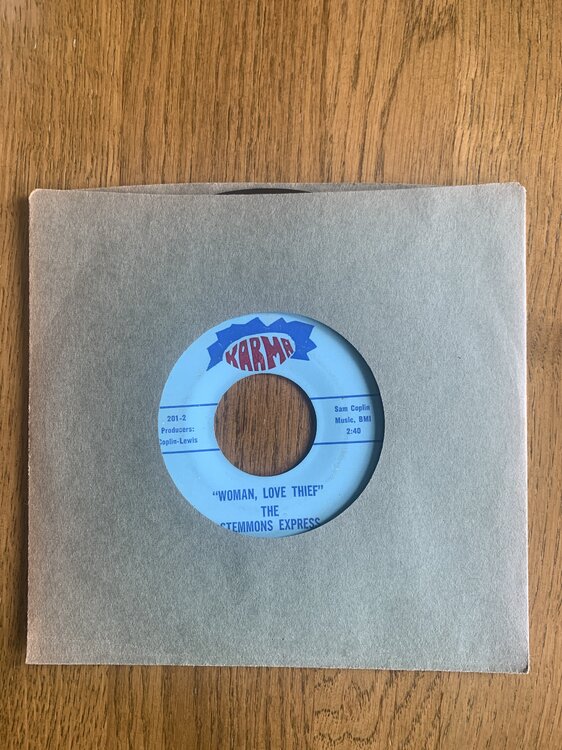 KARMA
201-2
Producers:
Coplin-Lewis
Sam Coplin
Music, BMI
2:40
"WOMAN, LOVE THIEF"
THE
STEMMONS EXPRESS